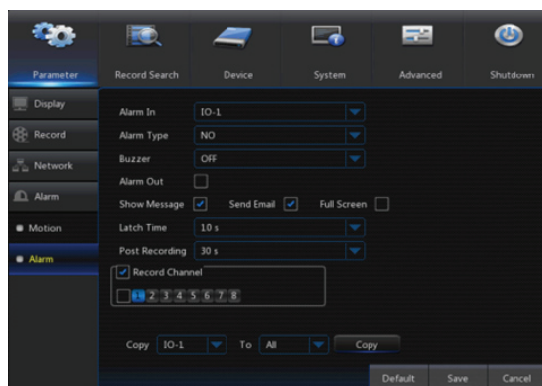 Parameter Record Search Device System Advanced Shutdown
Display
Record
Network
Alarm
Motion
Alarm
Alarm In IO-1
Alarm Type NO
Buzzer OFF
Alarm Out
Show Message Send Email Full Screen
Latch Time 10 s
Post Recording 30 s
Record Channel
1 2 3 4 5 6 7 8
Copy IO-1 To All Copy
Default Save Cancel